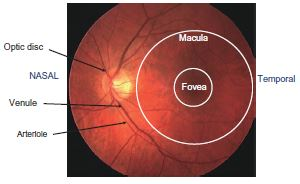 Macula
Optic disc
NASAL
Fovea
Temporal
Venule
Arteriole